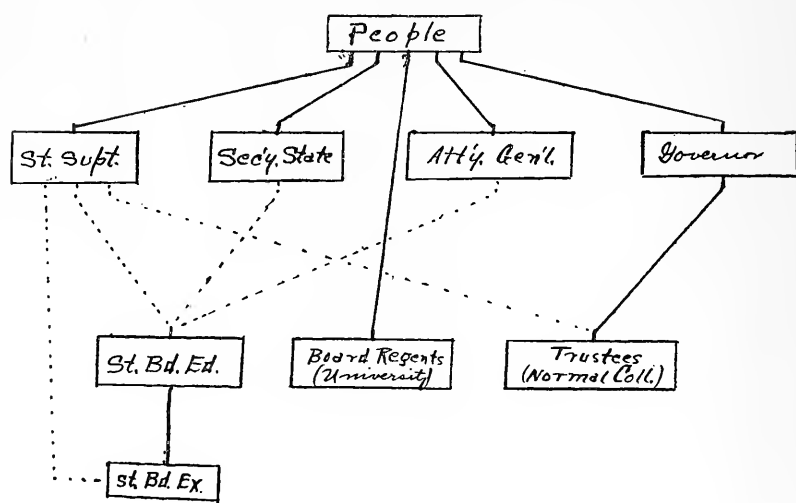 People
St. Supt.
Sec'y. State
Att'y. Gen'l.
Governor
St. Bd. Ed.
Board Regents
(University)
Trustees
(Normal Coll.)
st. Bd. Ex.